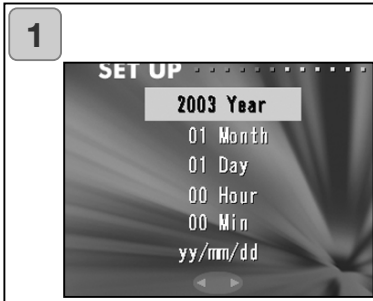 1
SET UP
2003 Year
01 Month
01 Day
00 Hour
00 Min
yy/mm/dd